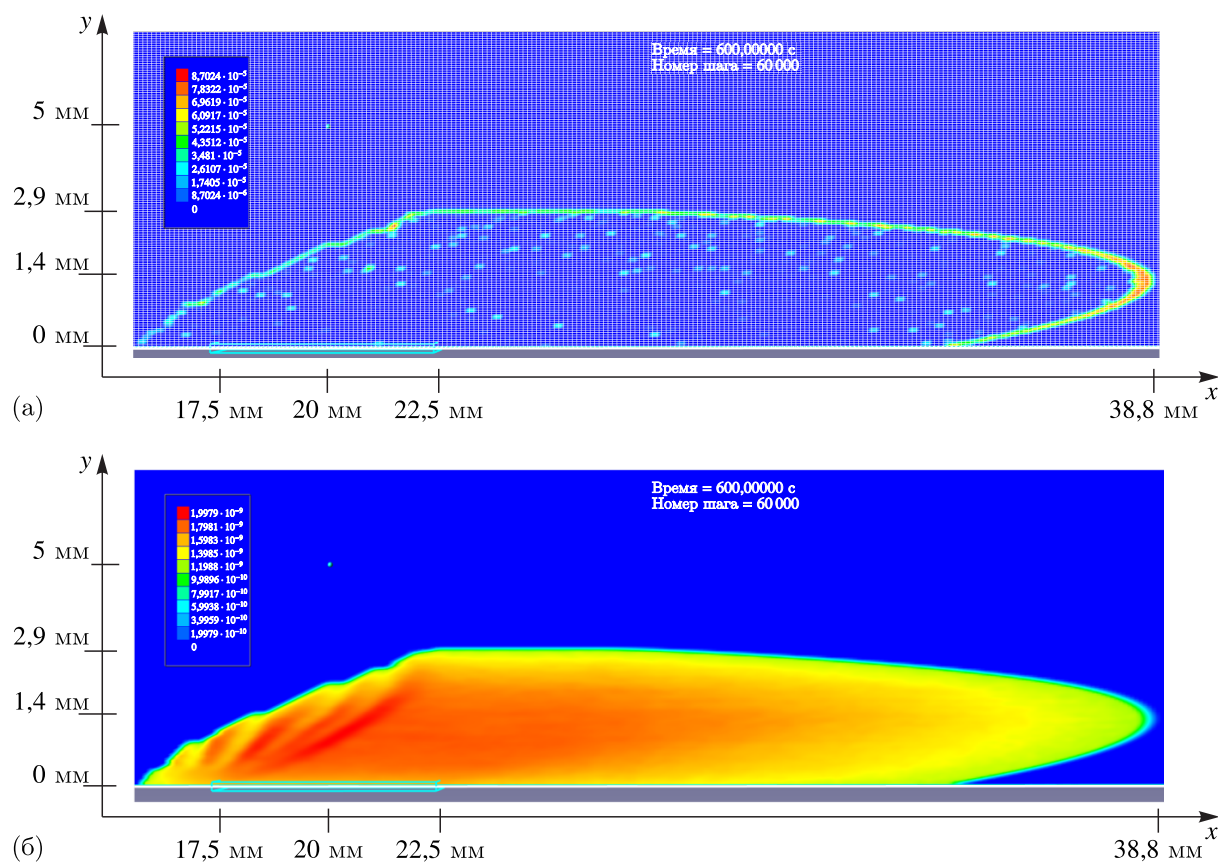 y
Время = 600,00000 с
Номер шага = 60 000
8,7024 · 10⁻⁵
7,8322 · 10⁻⁵
6,9619 · 10⁻⁵
6,0917 · 10⁻⁵
5,2215 · 10⁻⁵
4,3512 · 10⁻⁵
3,481 · 10⁻⁵
2,6107 · 10⁻⁵
1,7405 · 10⁻⁵
8,7024 · 10⁻⁶
0
5 мм
2,9 мм
1,4 мм
0 мм
x
(а)
17,5 мм 20 мм 22,5 мм 38,8 мм
y
Время = 600,00000 с
Номер шага = 60 000
1,9979 · 10⁻⁹
1,7981 · 10⁻⁹
1,5983 · 10⁻⁹
1,3985 · 10⁻⁹
1,1988 · 10⁻⁹
9,9896 · 10⁻¹⁰
7,9917 · 10⁻¹⁰
5,9938 · 10⁻¹⁰
3,9959 · 10⁻¹⁰
1,9979 · 10⁻¹⁰
0
5 мм
2,9 мм
1,4 мм
0 мм
x
(б)
17,5 мм 20 мм 22,5 мм 38,8 мм